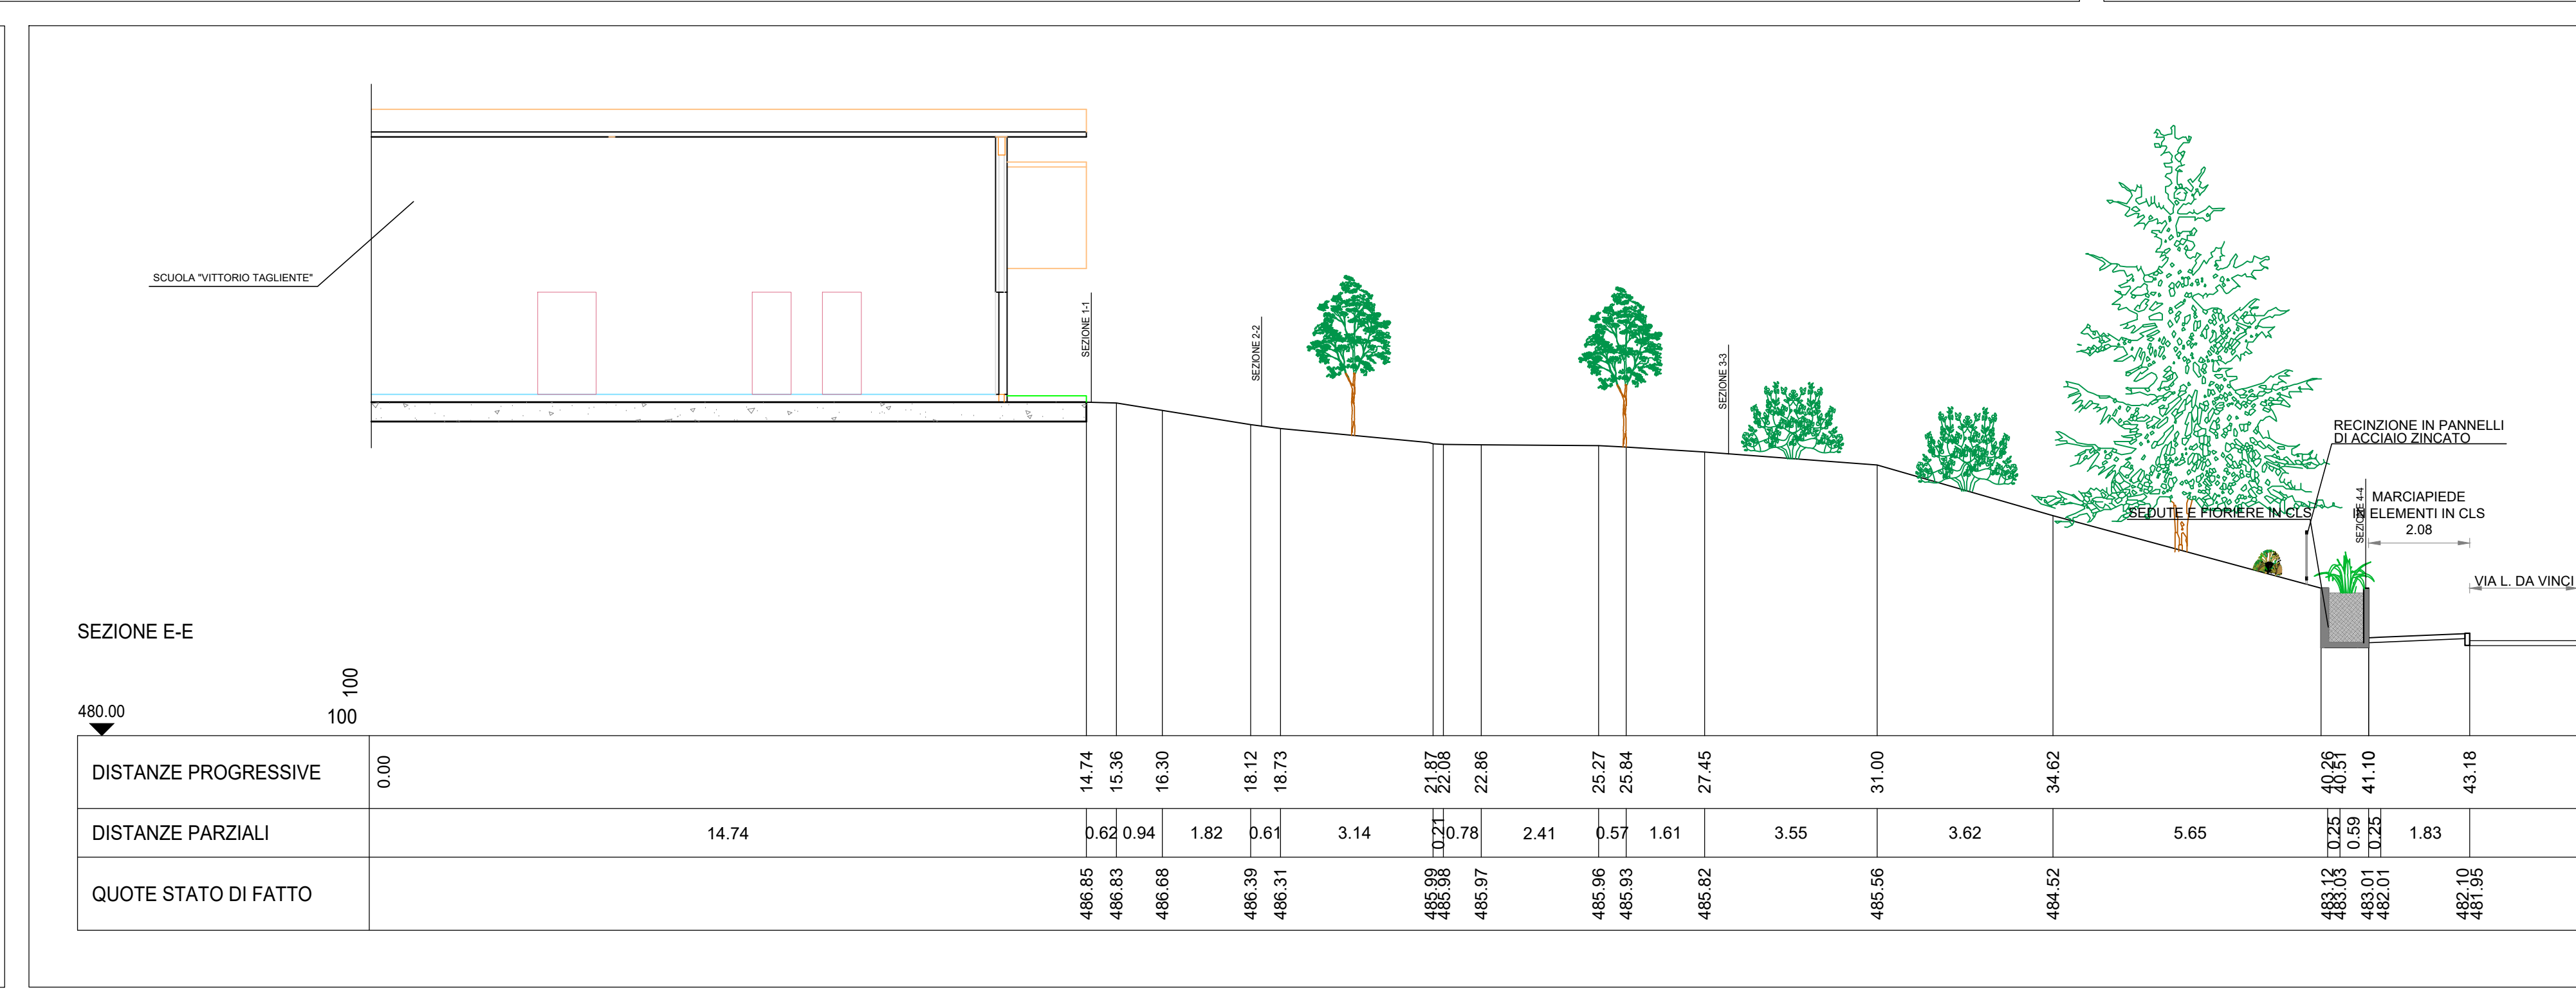 SCUOLA "VITTORIO TAGLIENTE"
SEZIONE 1-1
SEZIONE 2-2
SEZIONE 3-3
SEZIONE 4-4
RECINZIONE IN PANNELLI
DI ACCIAIO ZINCATO
SEDUTE E FIORIERE IN CLS
MARCIAPIEDE
IN ELEMENTI IN CLS
2.08
VIA L. DA VINCI
SEZIONE E-E
100
100
480.00
DISTANZE PROGRESSIVE 0.00 14.74 15.36 16.30 18.12 18.73 21.87 22.08 22.86 25.27 25.84 27.45 31.00 34.62 40.26 40.51 41.10 43.18
DISTANZE PARZIALI 14.74 0.62 0.94 1.82 0.61 3.14 0.21 0.78 2.41 0.57 1.61 3.55 3.62 5.65 0.25 0.59 0.25 1.83
QUOTE STATO DI FATTO 486.85 486.83 486.68 486.39 486.31 485.99 485.98 485.97 485.96 485.93 485.82 485.56 484.52 483.12 483.03 483.01 482.01 482.10 481.95